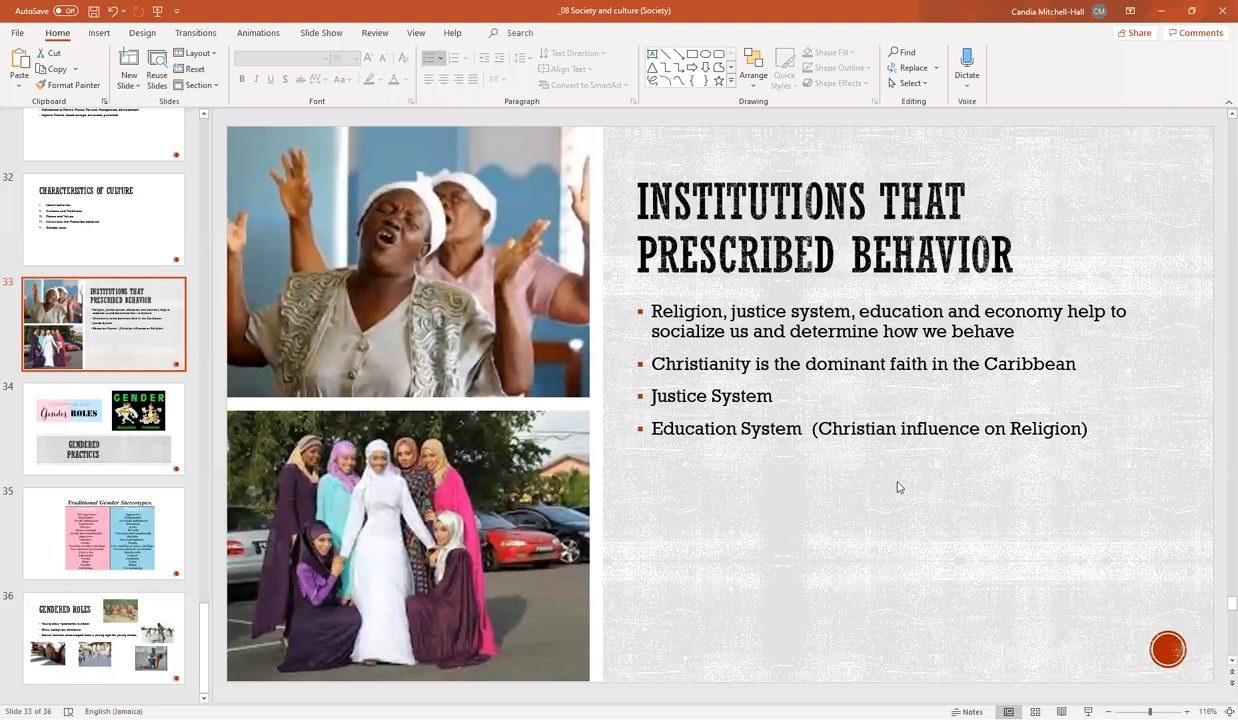 AutoSave
Off
_08 Society and culture (Society)
Candia Mitchell-Hall
CM
File
Home
Insert
Design
Transitions
Animations
Slide Show
Review
View
Help
Search
Share
Comments
Paste
Cut
Copy
Format Painter
Clipboard
New
Slide
Reuse
Slides
Layout
Reset
Section
Slides
20
Font
Text Direction
Align Text
Convert to SmartArt
Paragraph
Arrange
Quick
Styles
Shape Fill
Shape Outline
Shape Effects
Drawing
Find
Replace
Select
Editing
Dictate
Voice
32
CHARACTERISTICS OF CULTURE
33
INSTITUTIONS THAT
PRESCRIBED BEHAVIOR
34
Gender ROLES
GENDER
GENDERED
PRACTICES
35
Traditional Gender Stereotypes.
36
GENDERED ROLES
INSTITUTIONS THAT
PRESCRIBED BEHAVIOR
Religion, justice system, education and economy help to
socialize us and determine how we behave
Christianity is the dominant faith in the Caribbean
Justice System
Education System (Christian influence on Religion)
Slide 33 of 36
English (Jamaica)
Notes
116%